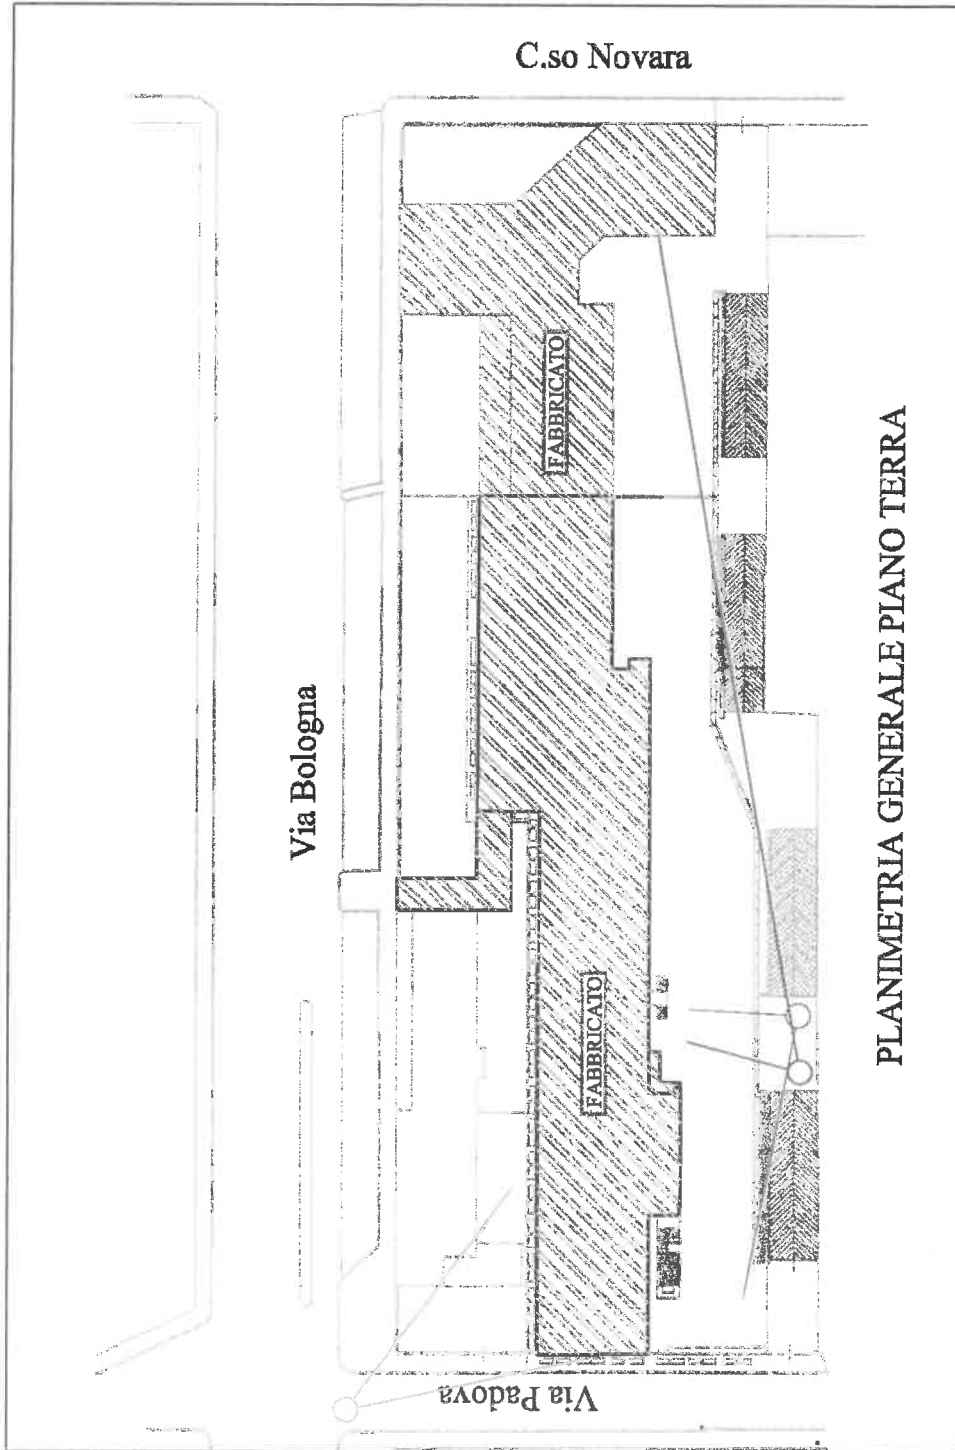 C.so Novara
FABBRICATO
Via Bologna
PLANIMETRIA GENERALE PIANO TERRA
FABBRICATO
Via Padova